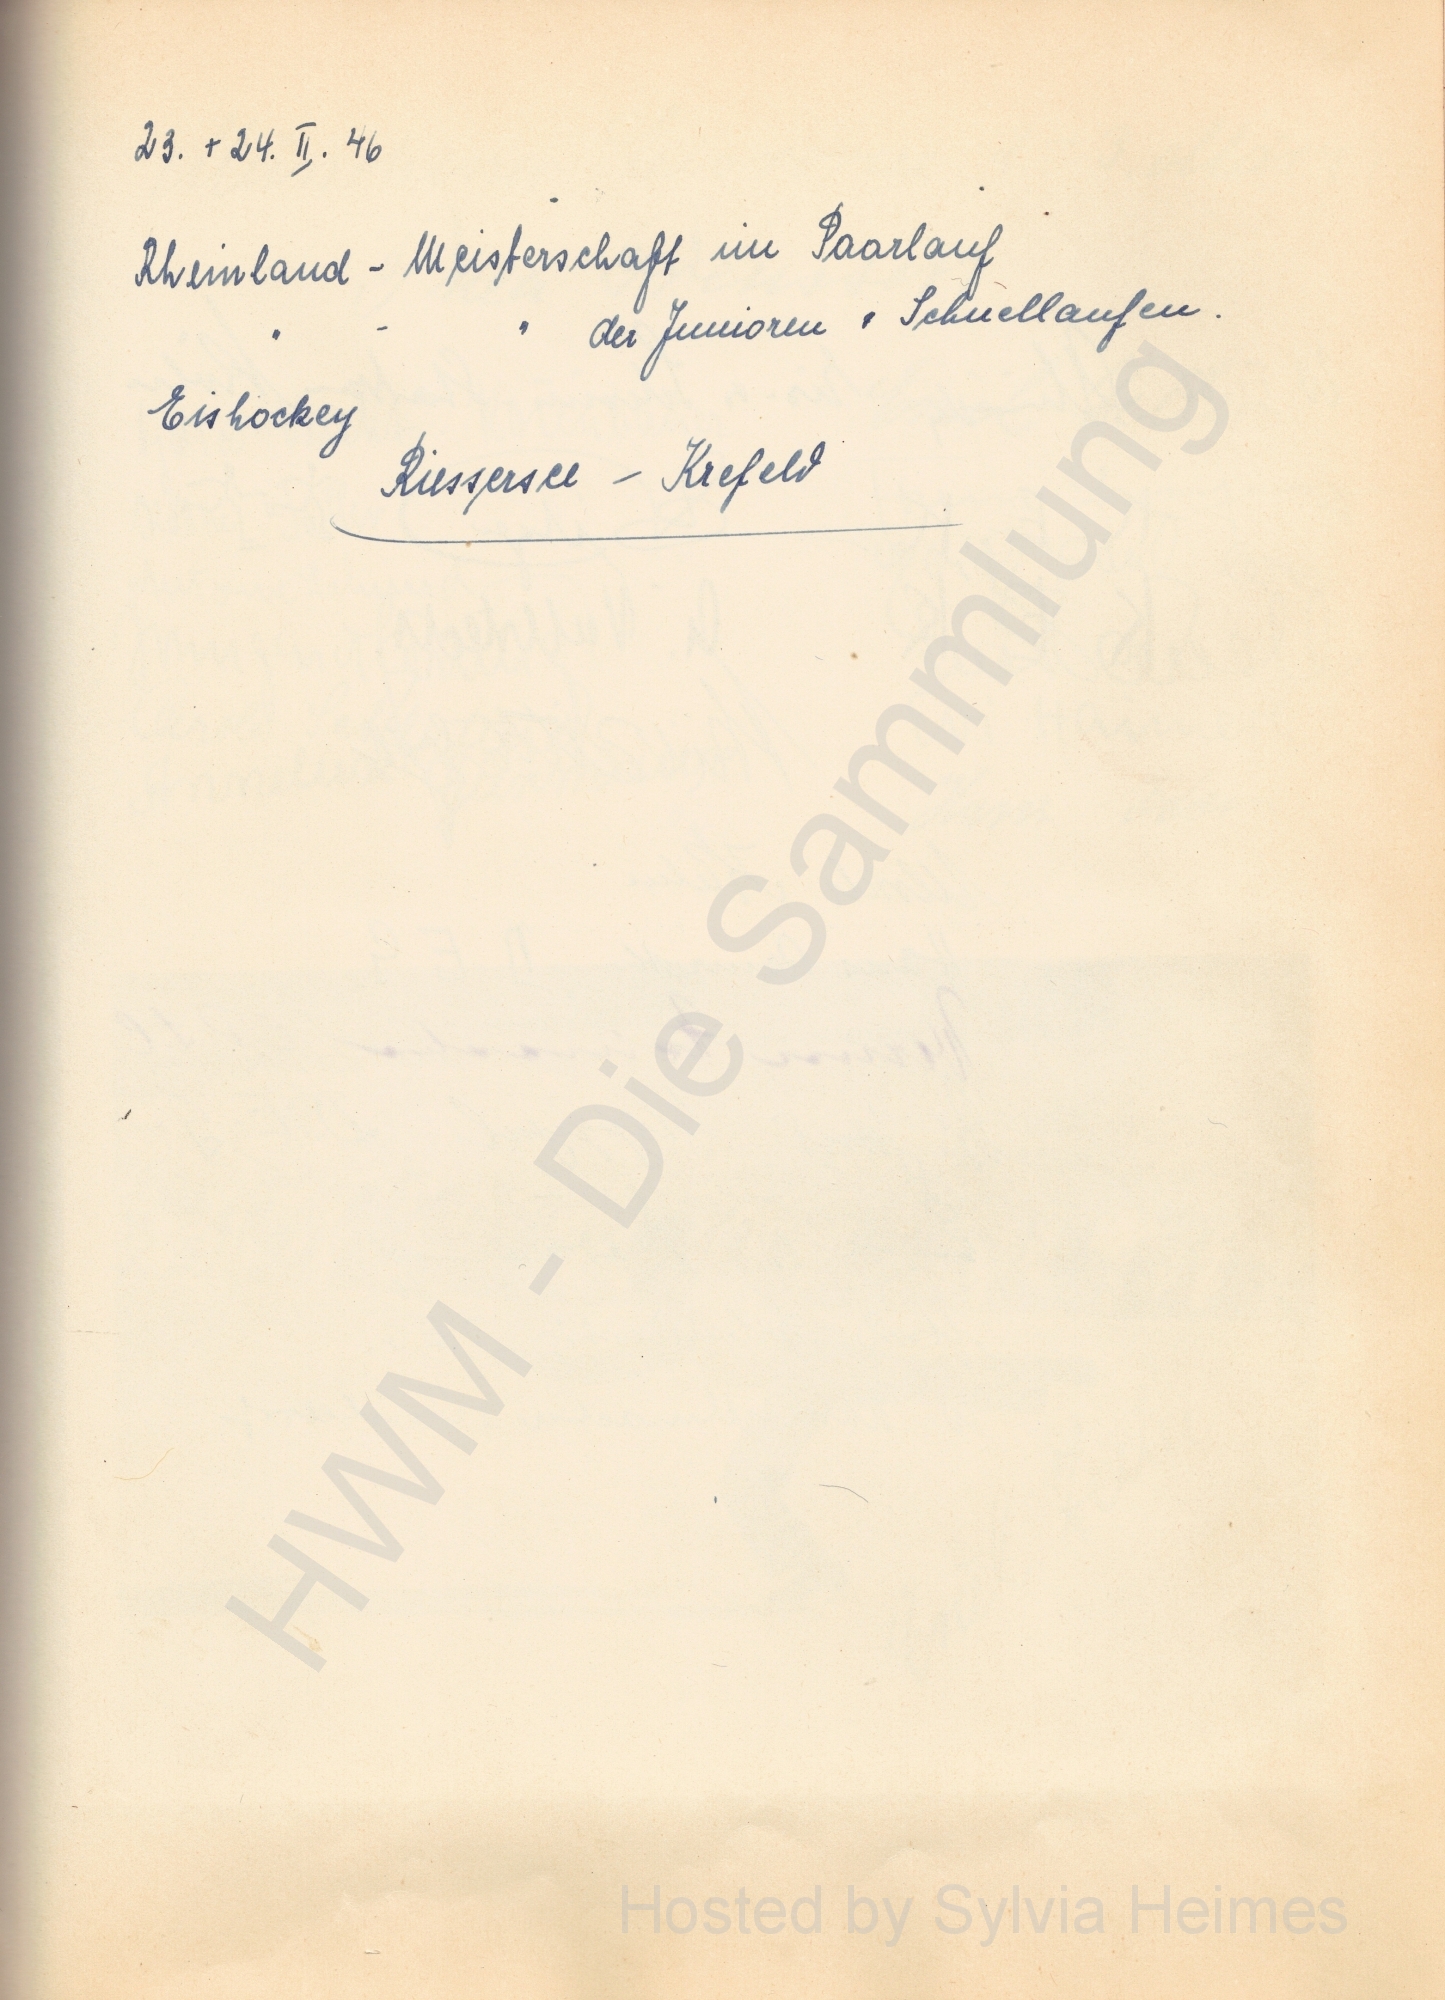 23. + 24. II. 46
Rheinland - Meisterschaft im Paarlauf
" - " der Junioren " Schnellaufen.
Eishockey
Riessersee - Krefeld
HWM - Die Sammlung
Hosted by Sylvia Heimes